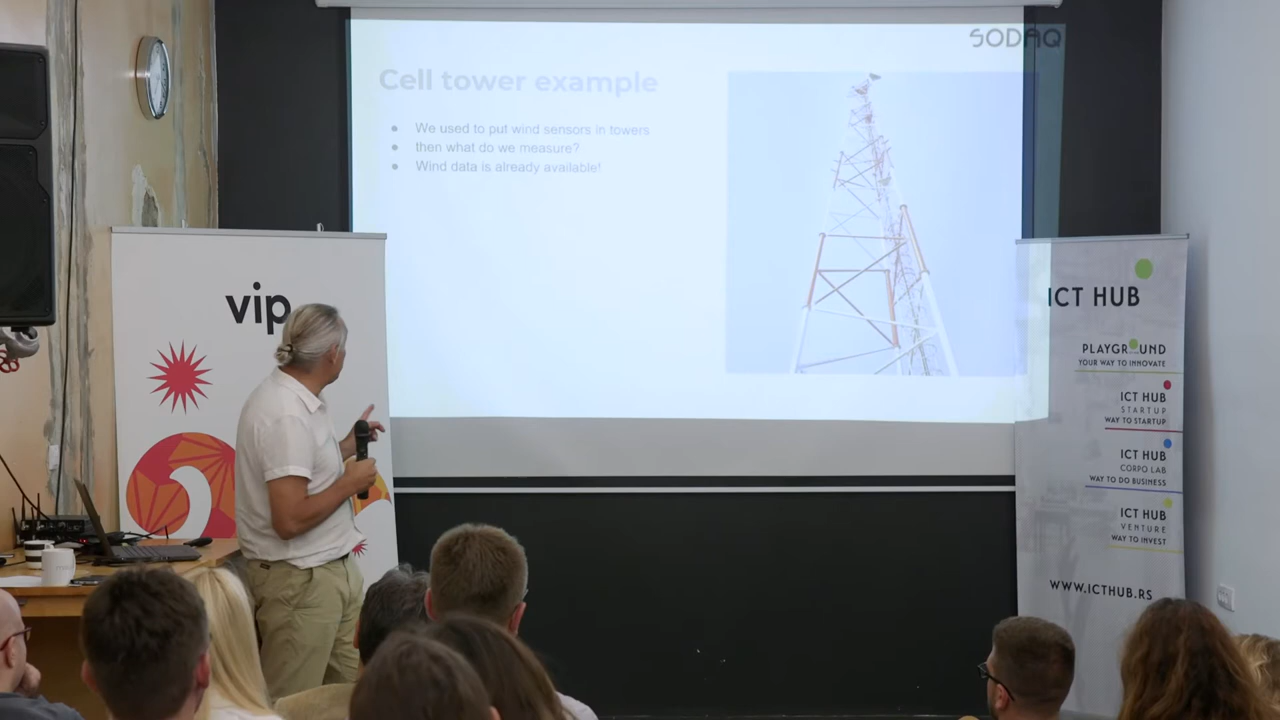 SODAQ
Cell tower example
We used to put wind sensors in towers
then what do we measure?
Wind data is already available!
vip
ICT HUB
PLAYGROUND
YOUR WAY TO INNOVATE
ICT HUB
STARTUP
WAY TO STARTUP
ICT HUB
CORPO LAB
WAY TO DO BUSINESS
ICT HUB
VENTURE
WAY TO INVEST
WWW.ICTHUB.RS